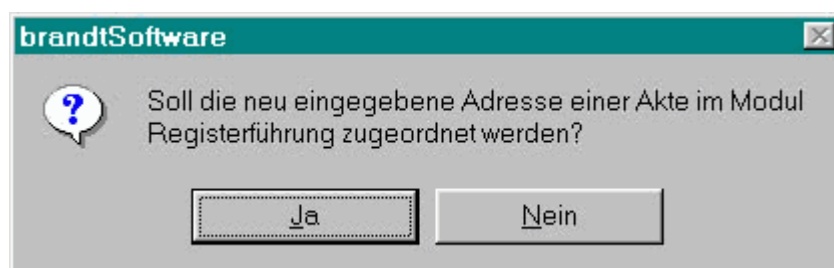 brandtSoftware
Soll die neu eingegebene Adresse einer Akte im Modul
Registerführung zugeordnet werden?
Ja
Nein